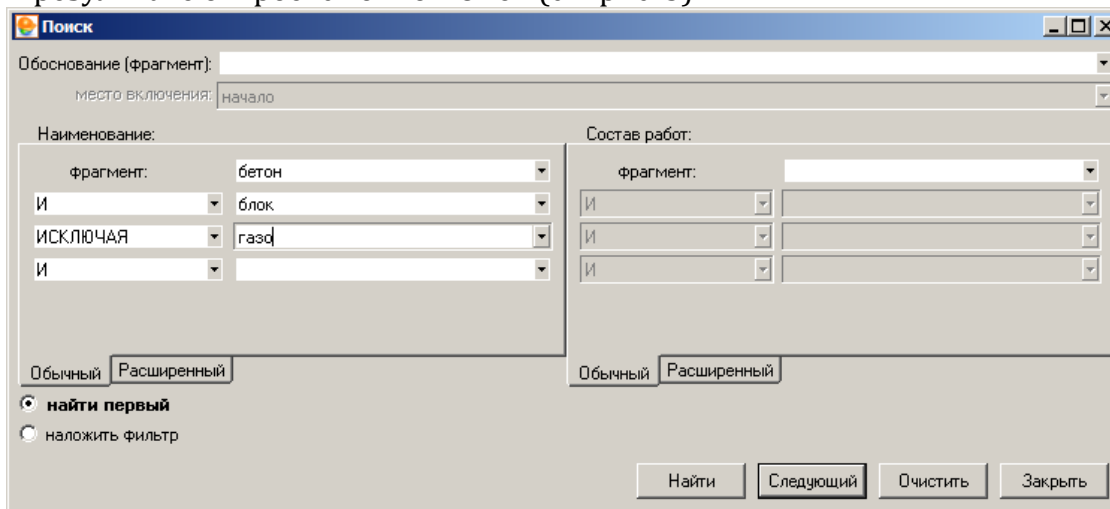 Поиск
Обоснование (фрагмент):
место включения: начало
Наименование: Состав работ:
фрагмент: бетон фрагмент:
И блок И
ИСКЛЮЧАЯ газо И
И И
Обычный Расширенный Обычный Расширенный
найти первый
наложить фильтр
Найти Следующий Очистить Закрыть